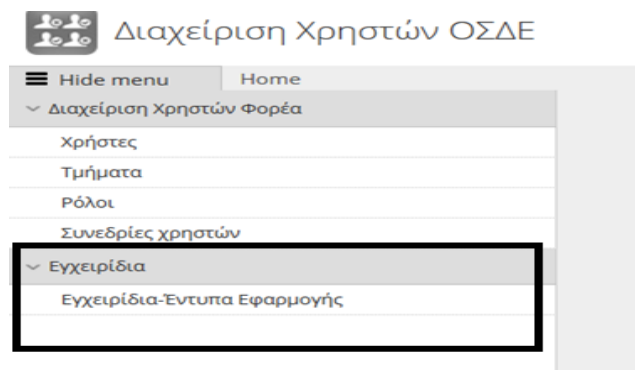 Διαχείριση Χρηστών ΟΣΔΕ
Hide menu Home
Διαχείριση Χρηστών Φορέα
Χρήστες
Τμήματα
Ρόλοι
Συνεδρίες χρηστών
Εγχειρίδια
Εγχειρίδια-Έντυπα Εφαρμογής